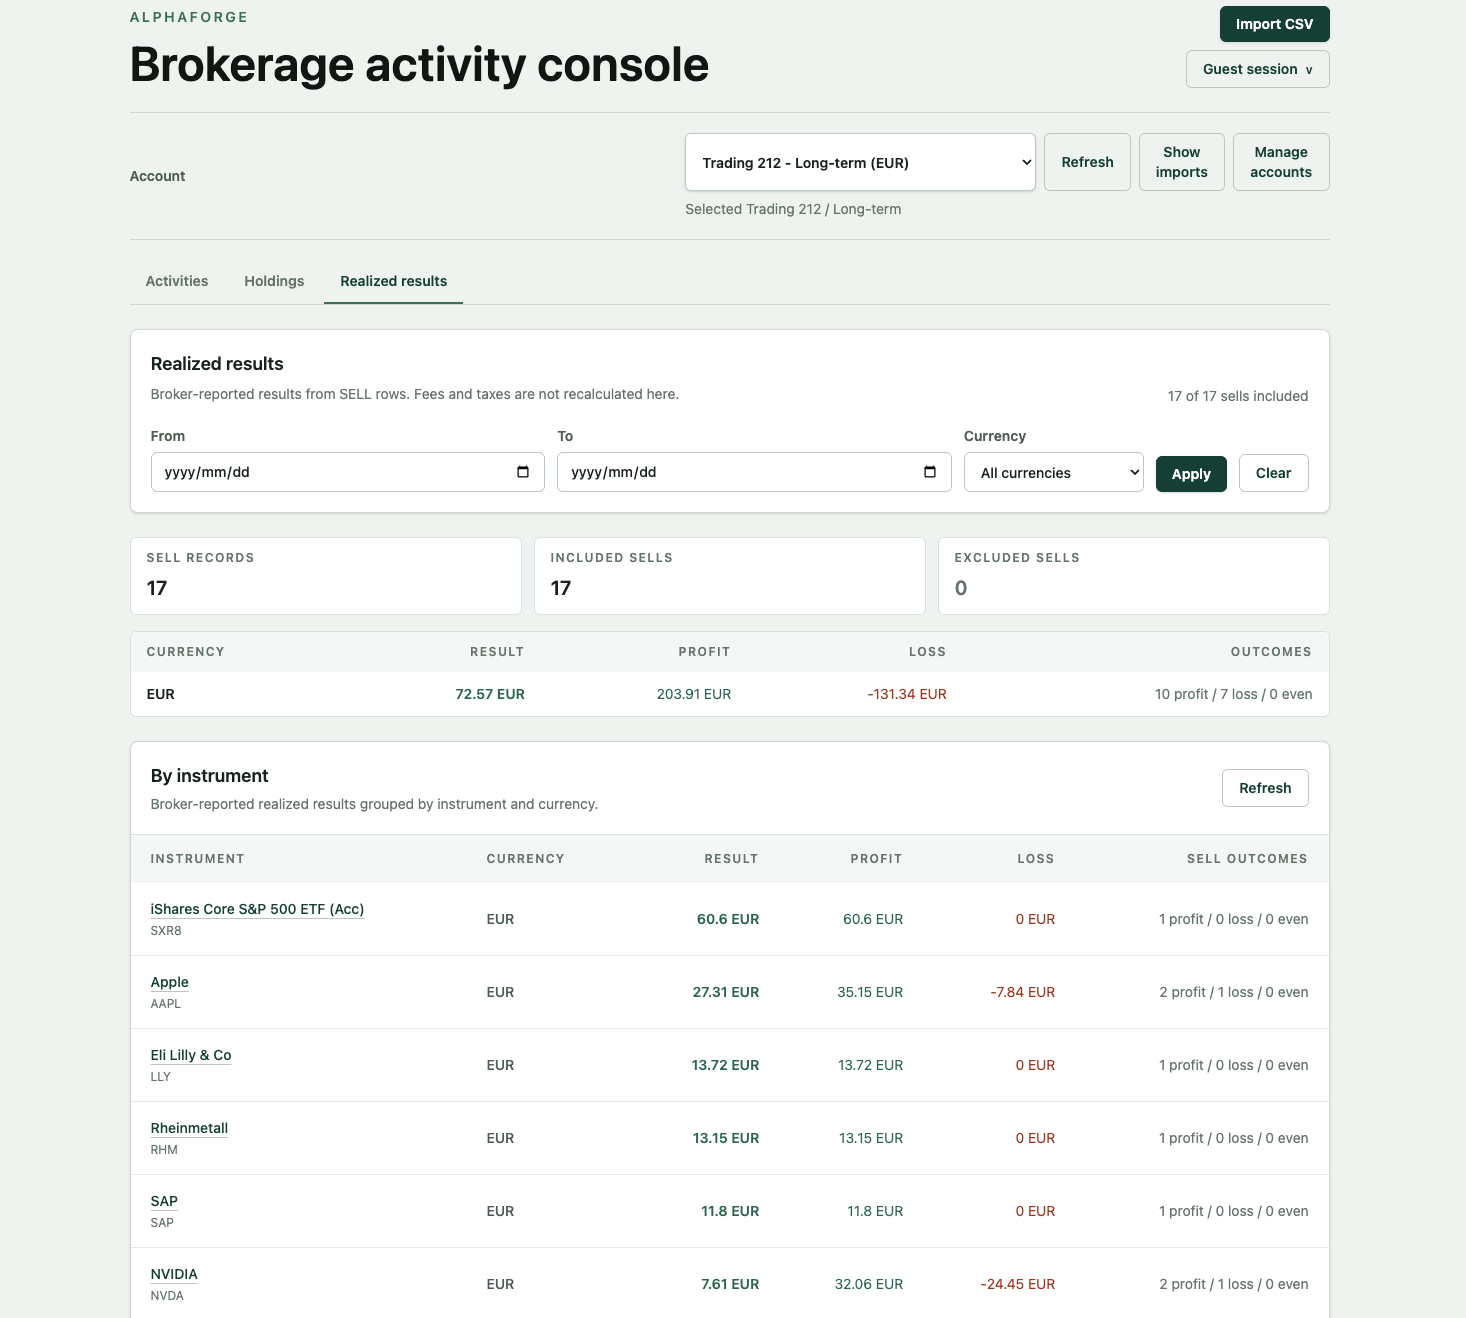 ALPHAFORGE
Brokerage activity console
Import CSV
Guest session v
Account
Trading 212 - Long-term (EUR)
Refresh
Show
imports
Manage
accounts
Selected Trading 212 / Long-term
Activities Holdings Realized results
Realized results
Broker-reported results from SELL rows. Fees and taxes are not recalculated here.
17 of 17 sells included
From To Currency
yyyy/mm/dd yyyy/mm/dd All currencies Apply Clear
SELL RECORDS
17
INCLUDED SELLS
17
EXCLUDED SELLS
0
CURRENCY RESULT PROFIT LOSS OUTCOMES
EUR 72.57 EUR 203.91 EUR -131.34 EUR 10 profit / 7 loss / 0 even
By instrument
Broker-reported realized results grouped by instrument and currency.
Refresh
INSTRUMENT CURRENCY RESULT PROFIT LOSS SELL OUTCOMES
iShares Core S&P 500 ETF (Acc)
SXR8
EUR 60.6 EUR 60.6 EUR 0 EUR 1 profit / 0 loss / 0 even
Apple
AAPL
EUR 27.31 EUR 35.15 EUR -7.84 EUR 2 profit / 1 loss / 0 even
Eli Lilly & Co
LLY
EUR 13.72 EUR 13.72 EUR 0 EUR 1 profit / 0 loss / 0 even
Rheinmetall
RHM
EUR 13.15 EUR 13.15 EUR 0 EUR 1 profit / 0 loss / 0 even
SAP
SAP
EUR 11.8 EUR 11.8 EUR 0 EUR 1 profit / 0 loss / 0 even
NVIDIA
NVDA
EUR 7.61 EUR 32.06 EUR -24.45 EUR 2 profit / 1 loss / 0 even